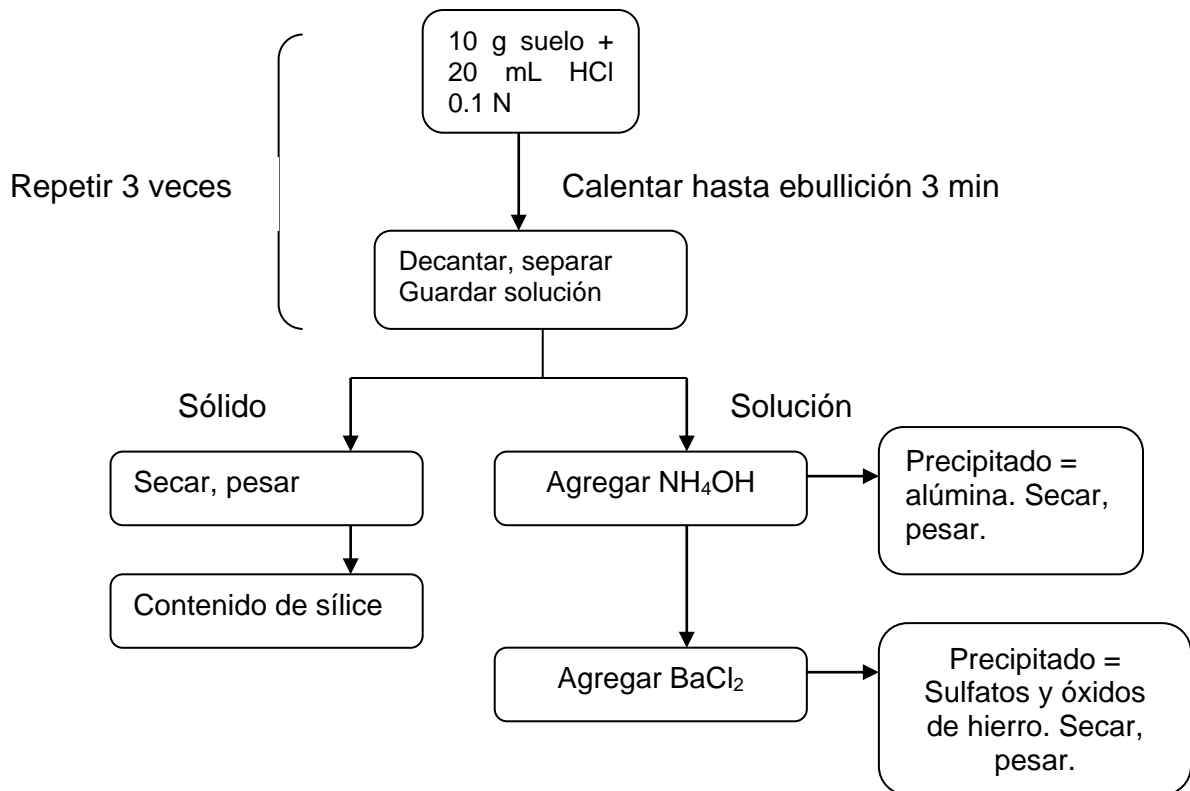 10 g suelo +
20 mL HCl
0.1 N
Repetir 3 veces
Calentar hasta ebullición 3 min
Decantar, separar
Guardar solución
Sólido
Solución
Secar, pesar
Agregar NH₄OH
Precipitado =
alúmina. Secar,
pesar.
Contenido de sílice
Agregar BaCl₂
Precipitado =
Sulfatos y óxidos
de hierro. Secar,
pesar.